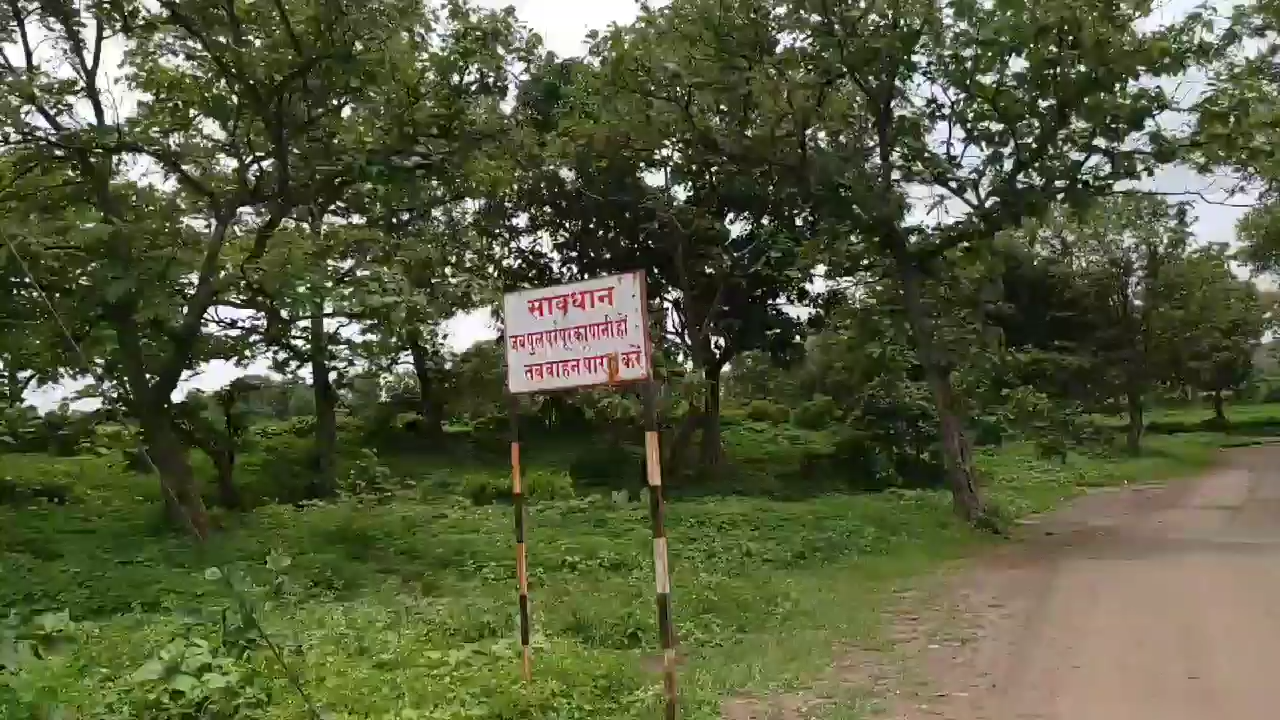 सावधान
जब पुल पर पूर का पानी हो
तब वाहन पार करें